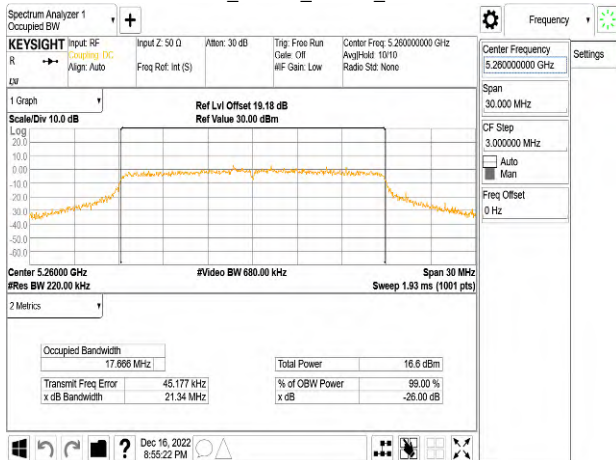 Spectrum Analyzer 1
Occupied BW
Frequency
KEYSIGHT
R
Input: RF
Coupling: DC
Align: Auto
Input Z: 50 Ω
Freq Ref: Int (S)
Atten: 30 dB
Trig: Free Run
Gate: Off
#IF Gain: Low
Center Freq: 5.260000000 GHz
Avg|Hold: 10/10
Radio Std: None
LXI
Center Frequency
5.260000000 GHz
Settings
Span
30.000 MHz
CF Step
3.000000 MHz
Auto
Man
Freq Offset
0 Hz
1 Graph
Scale/Div 10.0 dB
Ref Lvl Offset 19.18 dB
Ref Value 30.00 dBm
Log
20.0
10.0
0.00
-10.0
-20.0
-30.0
-40.0
-50.0
-60.0
Center 5.26000 GHz
#Video BW 680.00 kHz
Span 30 MHz
#Res BW 220.00 kHz
Sweep 1.93 ms (1001 pts)
2 Metrics
Occupied Bandwidth
17.666 MHz
Total Power
16.6 dBm
Transmit Freq Error
45.177 kHz
% of OBW Power
99.00 %
x dB Bandwidth
21.34 MHz
x dB
-26.00 dB
?
Dec 16, 2022
8:55:22 PM